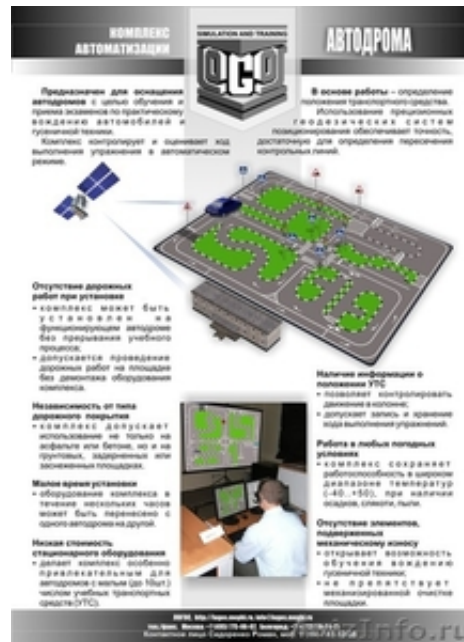 КОМПЛЕКС
АВТОМАТИЗАЦИИ
SIMULATION AND TRAINING
АВТОДРОМА
Предназначен для оснащения
автодромов с целью обучения и
приема экзаменов по практическому
вождению автомобилей и
гусеничной техники.
Комплекс контролирует и оценивает ход
выполнения упражнения в автоматическом
режиме.
В основе работы – определение
положения транспортного средства.
Использование прецизионных
геодезических систем
позиционирования обеспечивает точность,
достаточную для определения пересечения
контрольных линий.
Отсутствие дорожных
работ при установке
• комплекс может быть
установлен на
функционирующем автодроме
без прерывания учебного
процесса;
• допускается проведение
дорожных работ на площадке
без демонтажа оборудования
комплекса.
Независимость от типа
дорожного покрытия
• комплекс допускает
использование не только на
асфальте или бетоне, но и на
грунтовых, задерненных или
заснеженных площадках.
Малое время установки
• оборудование комплекса в
течение нескольких часов
может быть перенесено с
одного автодрома на другой.
Низкая стоимость
стационарного оборудования
• делает комплекс особенно
привлекательным для
автодромов с малым (до 10шт.)
числом учебных транспортных
средств (УТС).
Наличие информации о
положении УТС
• позволяет контролировать
движение в колонне;
• допускает запись и хранение
хода выполнения упражнений.
Работа в любых погодных
условиях
• комплекс сохраняет
работоспособность в широком
диапазоне температур
(-40..+50), при наличии
осадков, слякоти, пыли.
Отсутствие элементов,
подверженных
механическому износу
• открывает возможность
обучения вождению
гусеничной техники;
• не препятствует
механизированной очистке
площадки.
Контактное лицо Сидоренко Роман,